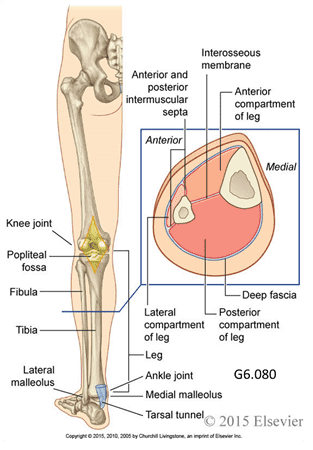 Interosseous
membrane
Anterior and
posterior
intermuscular
septa
Anterior
compartment
of leg
Anterior
Medial
Knee joint
Popliteal
fossa
Fibula
Tibia
Lateral
malleolus
Lateral
compartment
of leg
Posterior
compartment
of leg
Deep fascia
Leg
Ankle joint
G6.080
Medial malleolus
Tarsal tunnel
© 2015 Elsevier
Copyright © 2015, 2010, 2005 by Churchill Livingstone, an imprint of Elsevier Inc.